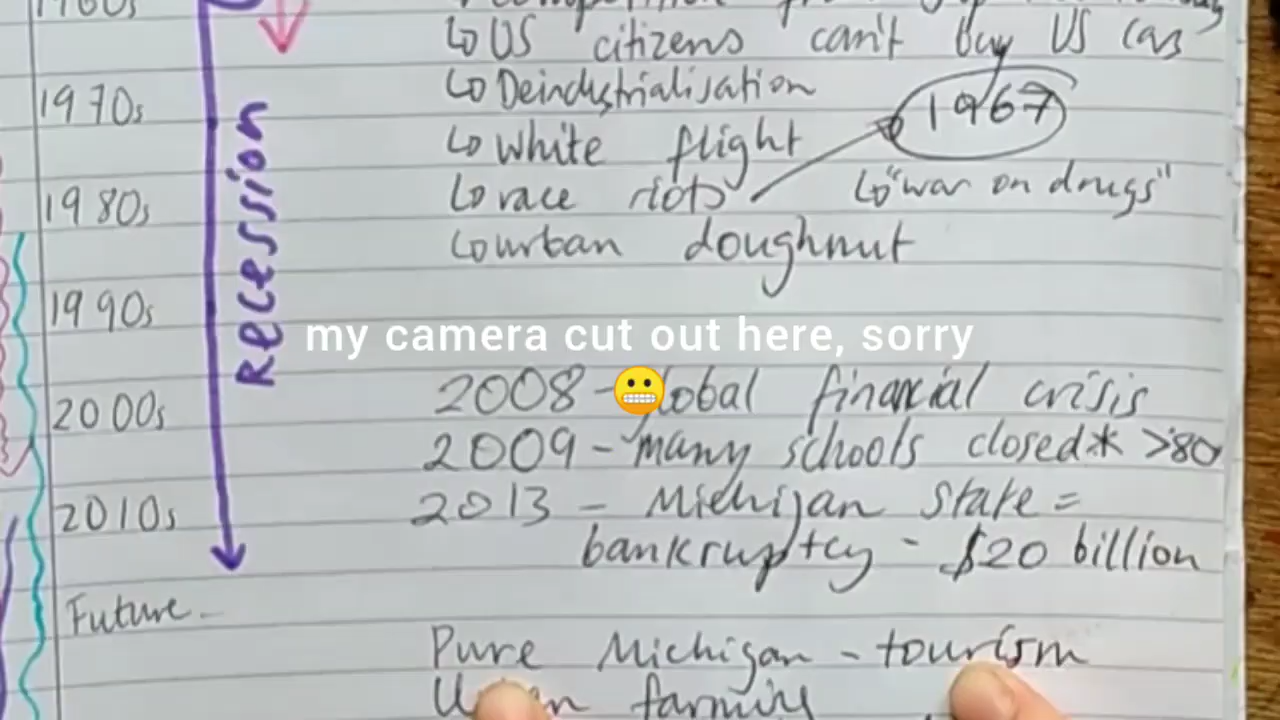 1960s
↳US citizens can't buy US cars
↳Deindustrialisation
1970s
1967
↳white flight
↳"war on drugs"
↳race riots
1980s
↳urban doughnut
Recession
1990s
my camera cut out here, sorry
😬
2008 - Global financial crisis
2000s
2009 - many schools closed* >80
2013 - Michigan State =
2010s
bankruptcy - $20 billion
Future -
Pure Michigan - tourism
farming